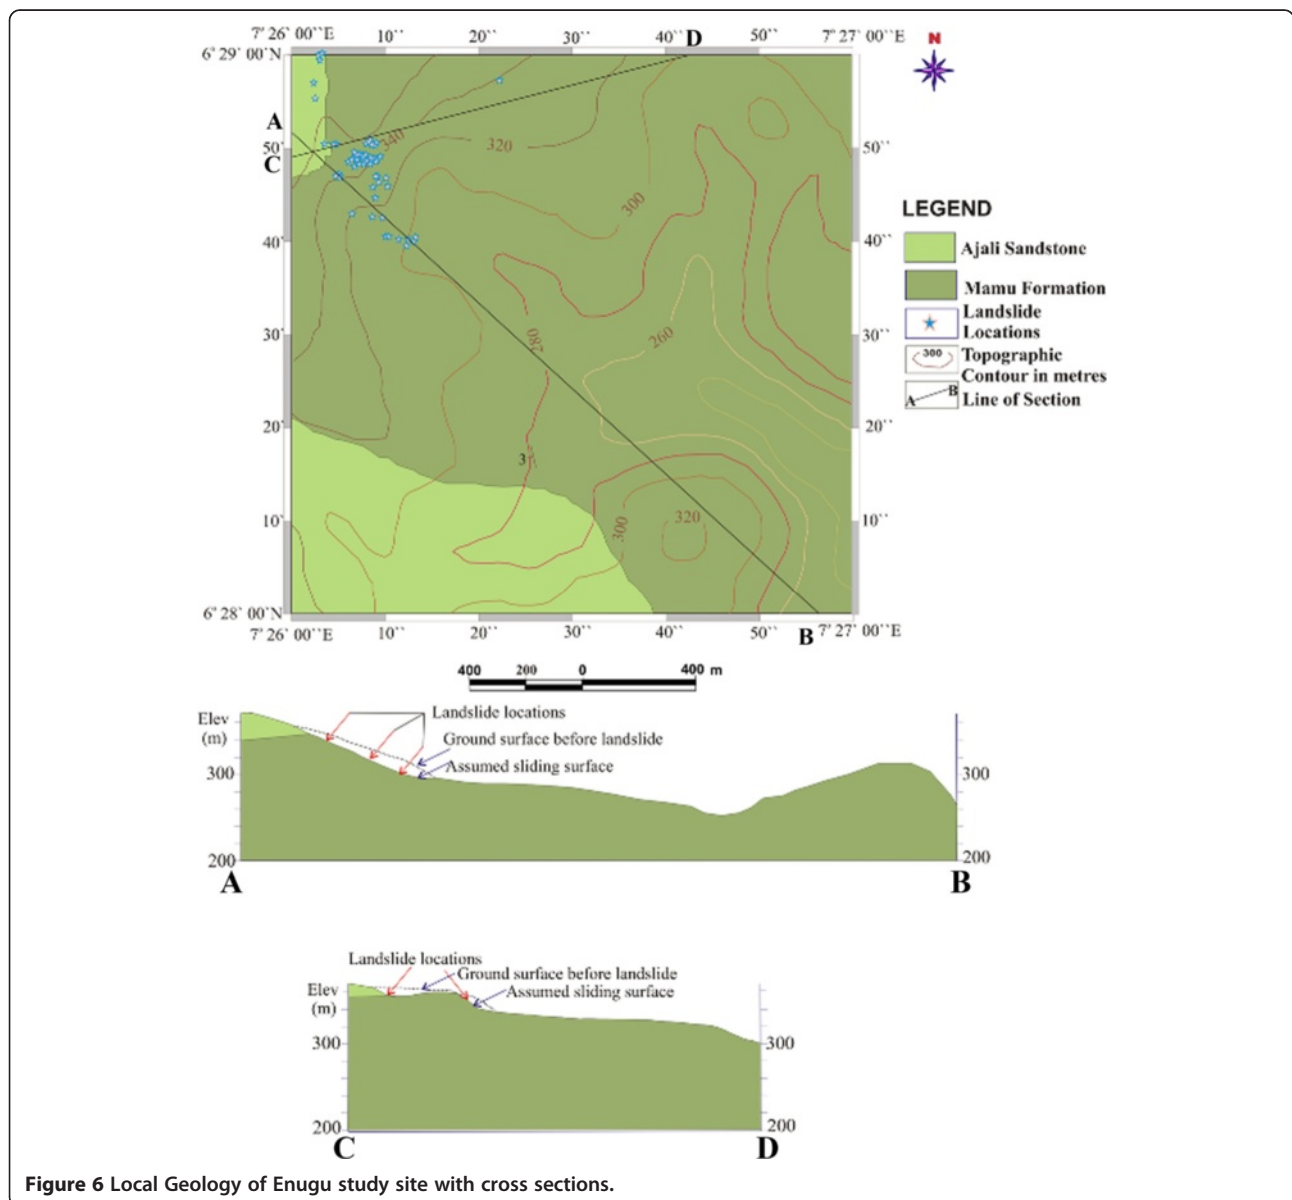 7° 26` 00``E 10`` 20`` 30`` 40`` D 50`` 7° 27` 00``E
N
6° 29` 00``N
A
C
50`` 340 320 50``
300
LEGEND
40`` 40``
Ajali Sandstone
Mamu Formation
Landslide
Locations
30`` 280 260 30``
300 Topographic
Contour in metres
A B Line of Section
20`` 20``
3
10`` 300 320 10``
6° 28` 00``N
7° 26` 00``E 10`` 20`` 30`` 40`` 50`` B 7° 27` 00``E
400 200 0 400 m
Elev
(m)
Landslide locations
Ground surface before landslide
Assumed sliding surface
300 300
200 200
A B
Landslide locations
Ground surface before landslide
Elev
(m)
Assumed sliding surface
300 300
200 200
C D
Figure 6 Local Geology of Enugu study site with cross sections.